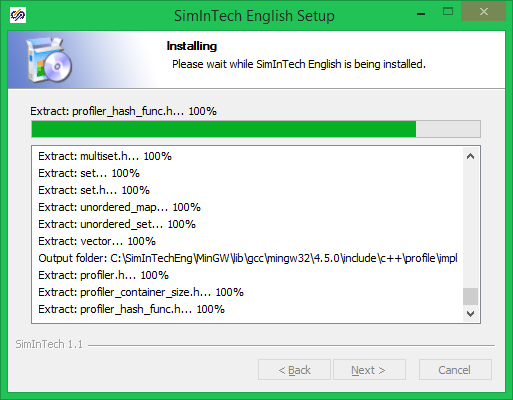 SimInTech English Setup
Installing
Please wait while SimInTech English is being installed.
Extract: profiler_hash_func.h... 100%
Extract: multiset.h... 100%
Extract: set... 100%
Extract: set.h... 100%
Extract: unordered_map... 100%
Extract: unordered_set... 100%
Extract: vector... 100%
Output folder: C:\SimInTechEng\MinGW\lib\gcc\mingw32\4.5.0\include\c++\profile\impl
Extract: profiler.h... 100%
Extract: profiler_container_size.h... 100%
Extract: profiler_hash_func.h... 100%
SimInTech 1.1
< Back Next > Cancel